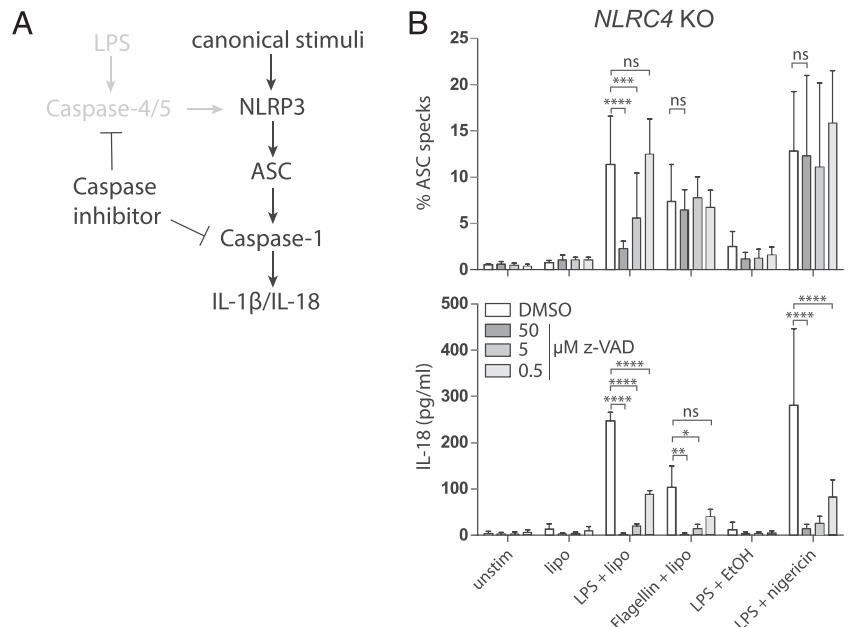 A
LPS
canonical stimuli
Caspase-4/5
NLRP3
ASC
Caspase
inhibitor
Caspase-1
IL-1β/IL-18
B
NLRC4 KO
25
20
15
10
5
0
% ASC specks
ns
***
****
ns
ns
500
400
300
200
100
0
IL-18 (pg/ml)
DMSO
50
5
0.5
μM z-VAD
****
****
****
ns
*
**
****
****
unstim
lipo
LPS + lipo
Flagellin + lipo
LPS + EtOH
LPS + nigericin